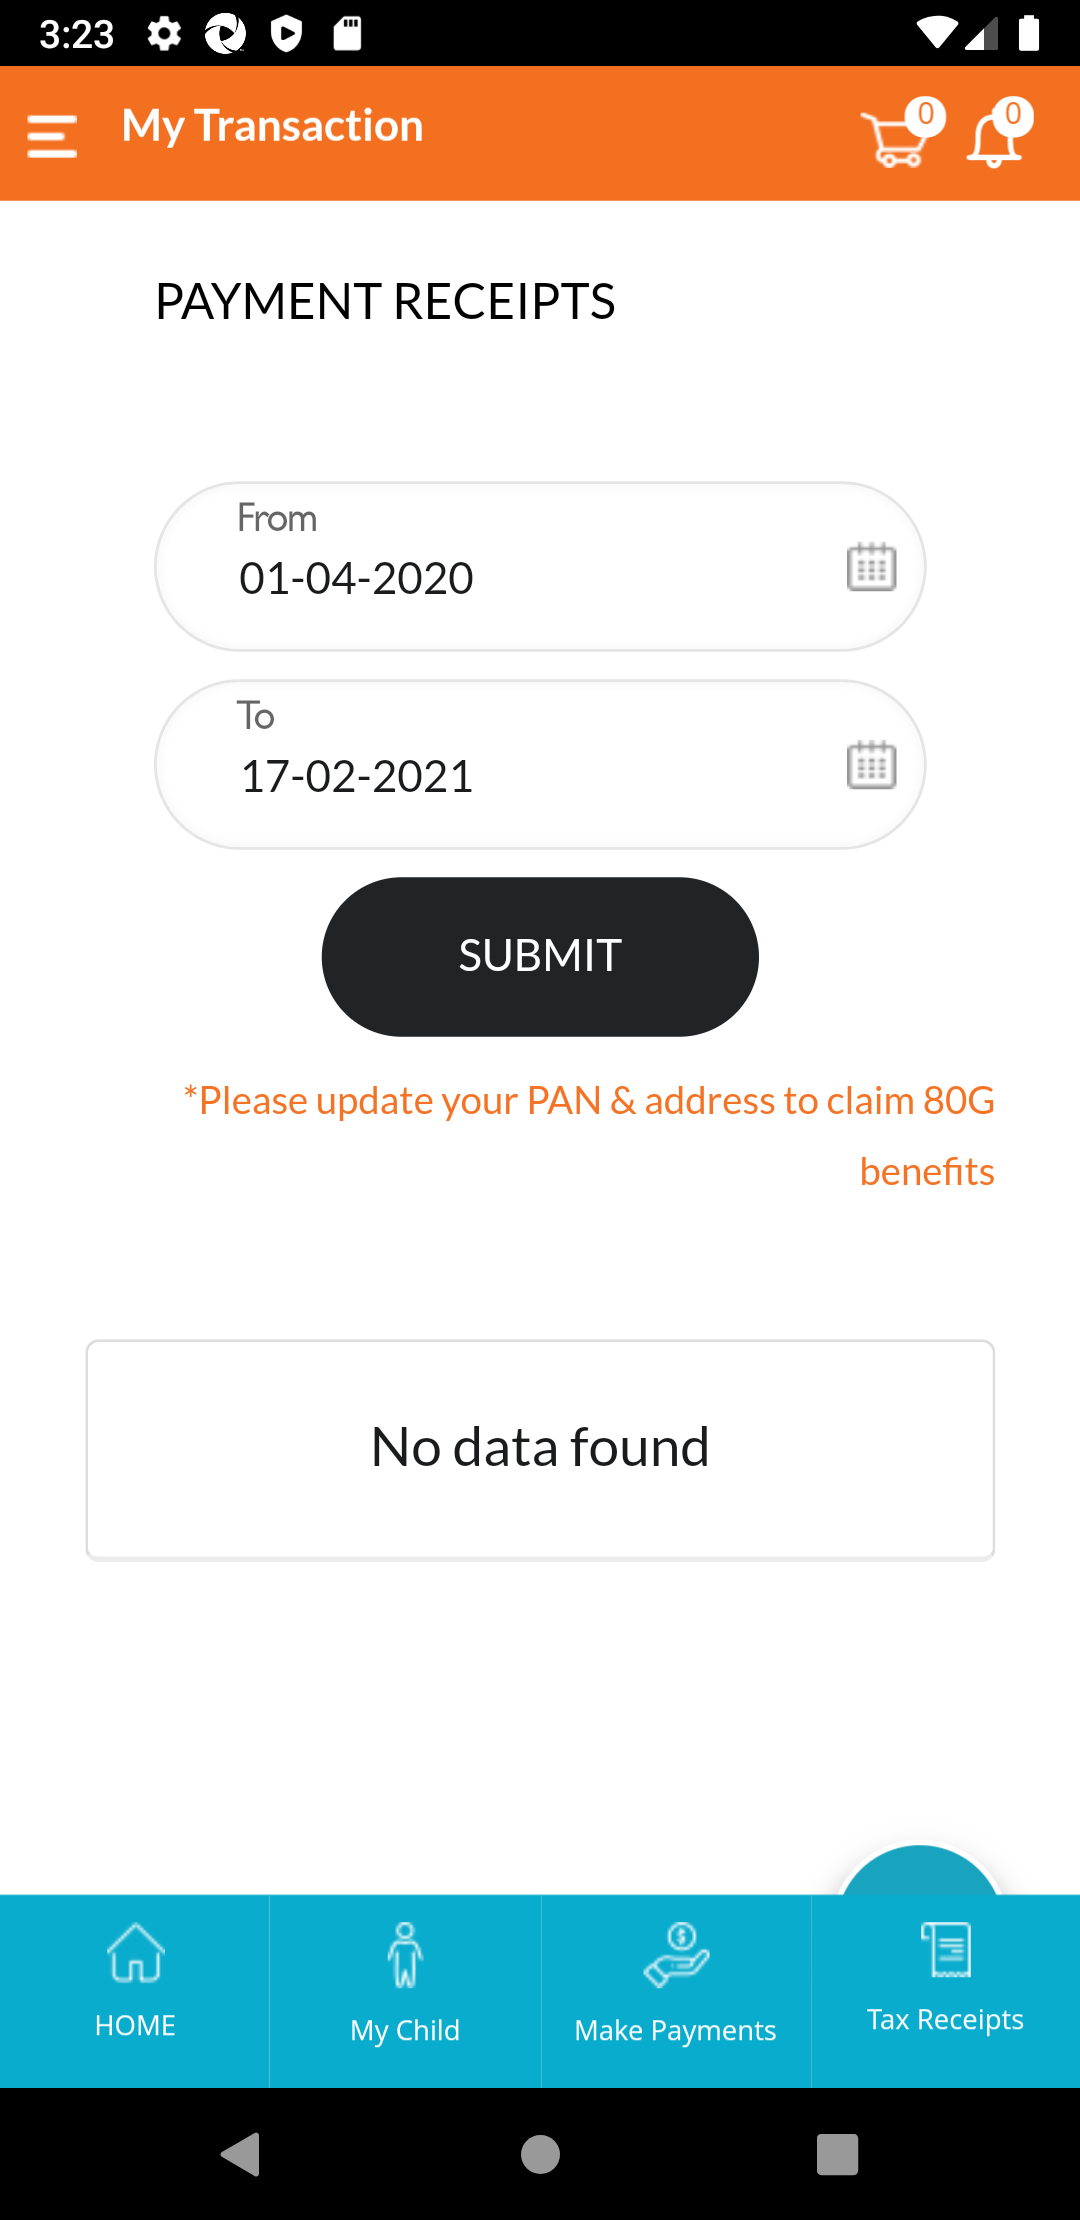 3:23
My Transaction
0
0
PAYMENT RECEIPTS
From
01-04-2020
To
17-02-2021
SUBMIT
*Please update your PAN & address to claim 80G
benefits
No data found
HOME
My Child
Make Payments
Tax Receipts